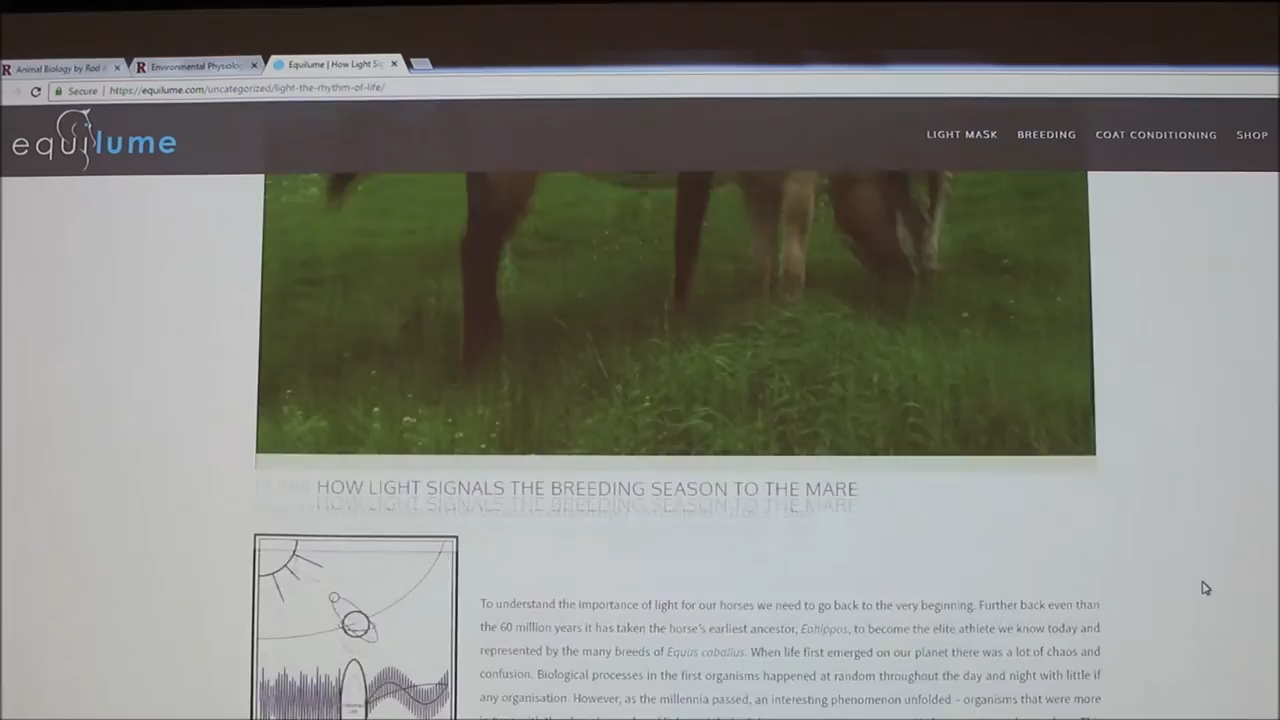 Animal Biology by Rod
Environmental Physiolo
Equilume | How Light Sig
Secure | https://equilume.com/uncategorized/light-the-rhythm-of-life/
equilume
LIGHT MASK BREEDING COAT CONDITIONING SHOP
HOW LIGHT SIGNALS THE BREEDING SEASON TO THE MARE
To understand the importance of light for our horses we need to go back to the very beginning. Further back even than
the 60 million years it has taken the horse's earliest ancestor, Eohippos, to become the elite athlete we know today and
represented by the many breeds of Equus caballus. When life first emerged on our planet there was a lot of chaos and
confusion. Biological processes in the first organisms happened at random throughout the day and night with little if
any organisation. However, as the millennia passed, an interesting phenomenon unfolded – organisms that were more